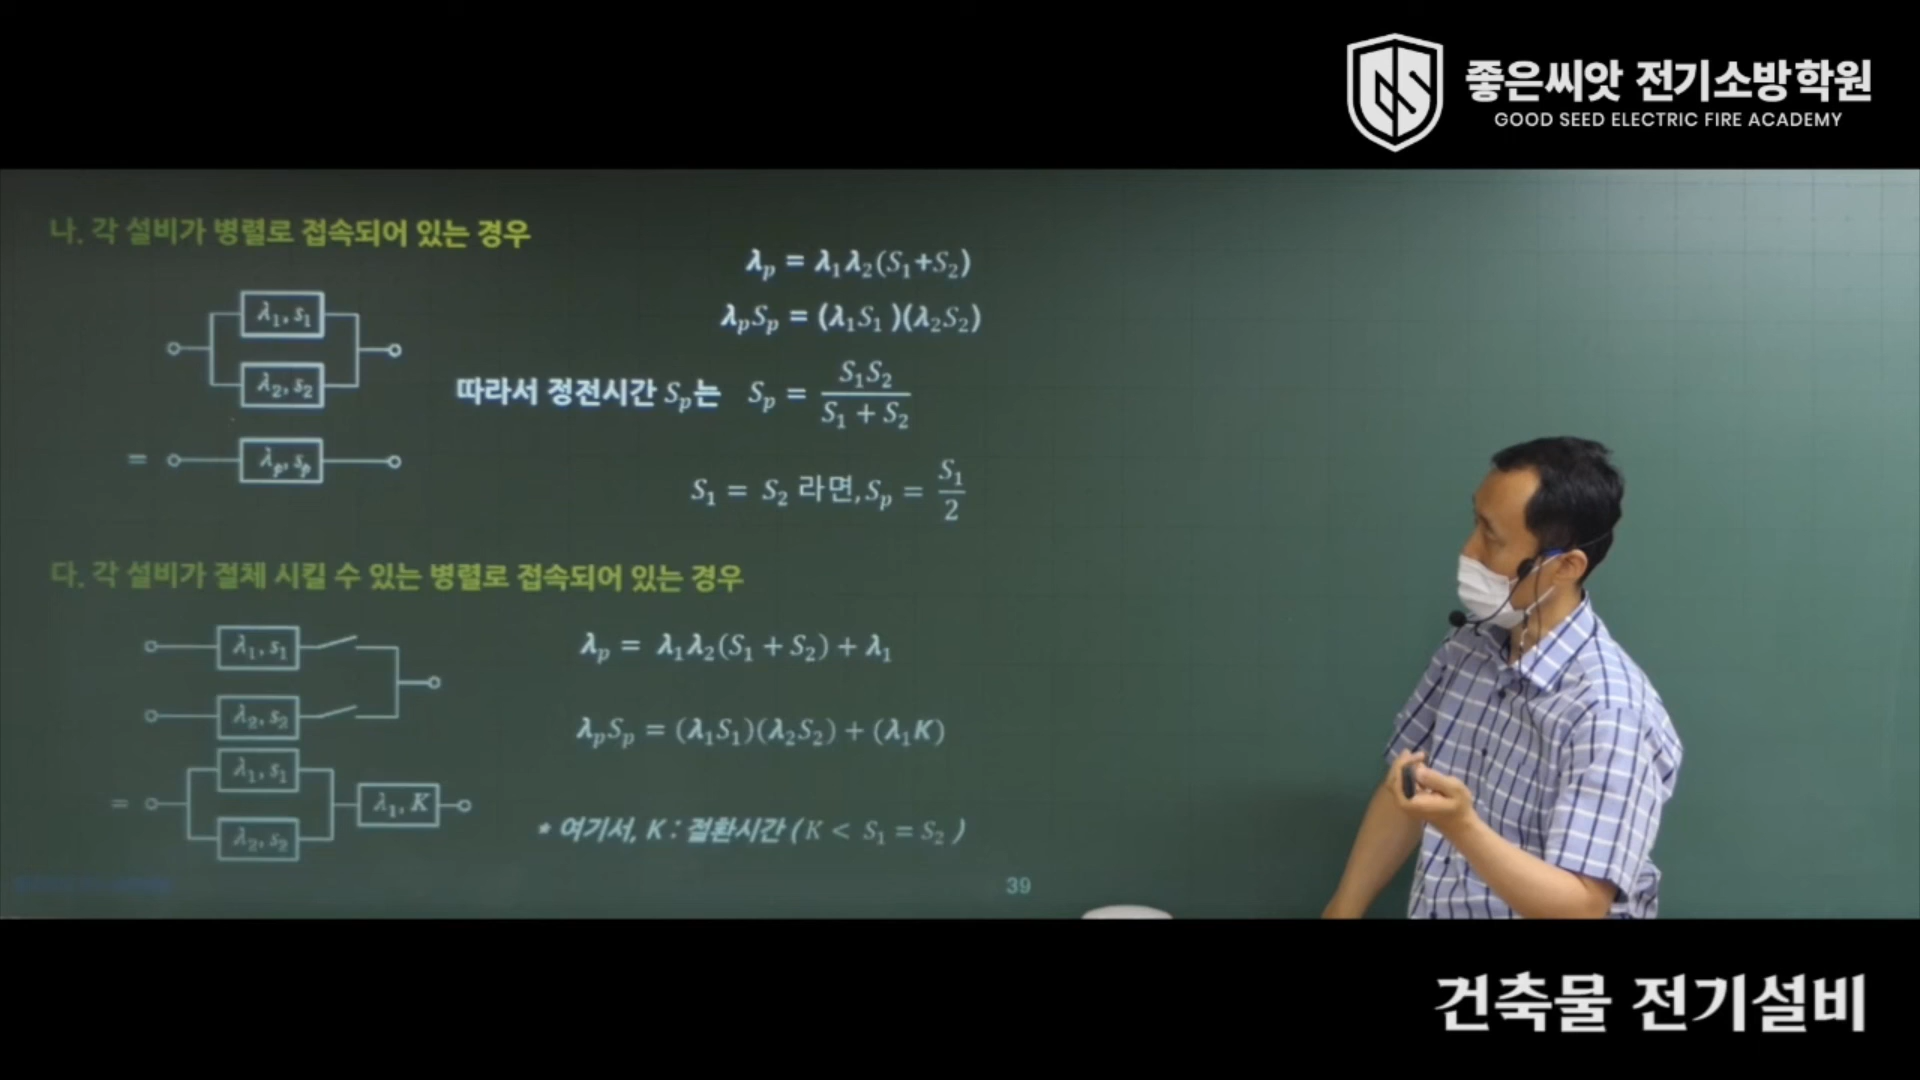 좋은씨앗 전기소방학원
GOOD SEED ELECTRIC FIRE ACADEMY
나. 각 설비가 병렬로 접속되어 있는 경우
λ₁, s₁
λ₂, s₂
= λₚ, sₚ
λₚ = λ₁λ₂(S₁+S₂)
λₚSₚ = (λ₁S₁)(λ₂S₂)
따라서 정전시간 Sₚ는 Sₚ = S₁S₂ / S₁ + S₂
S₁ = S₂ 라면, Sₚ = S₁ / 2
다. 각 설비가 절체 시킬 수 있는 병렬로 접속되어 있는 경우
λ₁, s₁
λ₂, s₂
= λ₁, s₁
λ₂, s₂
λ₁, K
λₚ = λ₁λ₂(S₁ + S₂) + λ₁
λₚSₚ = (λ₁S₁)(λ₂S₂) + (λ₁K)
* 여기서, K : 절환시간 ( K < S₁ = S₂ )
39
건축물 전기설비